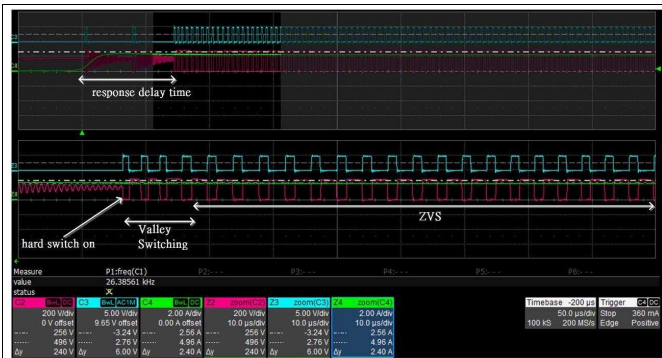 C3
C4
response delay time
Z3
hard switch on
Valley
Switching
ZVS
Measure P1:freq(C1) P2:--- P3:--- P4:--- P5:--- P6:---
value 26.38561 kHz
status
C2 BwL DC C3 BwL AC1M C4 BwL DC Z2 zoom(C2) Z3 zoom(C3) Z4 zoom(C4) Timebase -200 µs Trigger C4 DC
200 V/div 5.00 V/div 2.00 A/div 200 V/div 5.00 V/div 2.00 A/div 50.0 µs/div Stop 360 mA
0 V offset 9.65 V offset 0.00 A offset 10.0 µs/div 10.0 µs/div 10.0 µs/div 100 kS 200 MS/s Edge Positive
256 V -3.24 V 2.56 A 256 V -3.24 V 2.56 A
496 V 2.76 V 4.96 A 496 V 2.76 V 4.96 A
Δy 240 V Δy 6.00 V Δy 2.40 A Δy 240 V Δy 6.00 V Δy 2.40 A